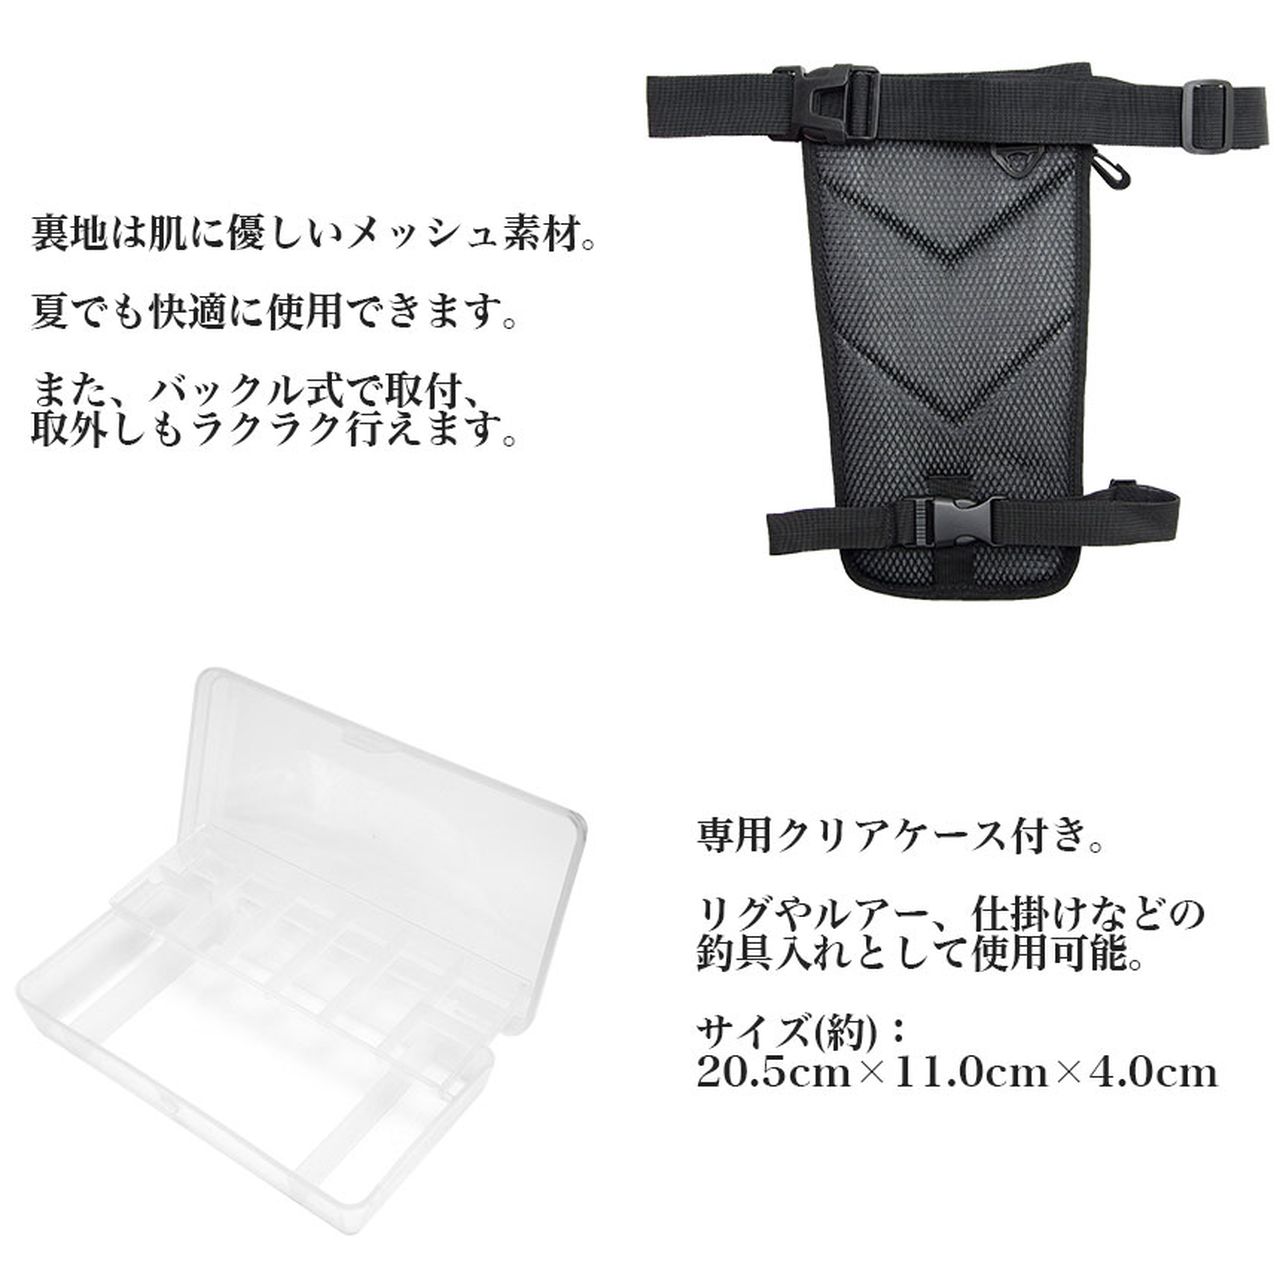 裏地は肌に優しいメッシュ素材。
夏でも快適に使用できます。
また、バックル式で取付、
取外しもラクラク行えます。
専用クリアケース付き。
リグやルアー、仕掛けなどの
釣具入れとして使用可能。
サイズ(約)：
20.5cm×11.0cm×4.0cm